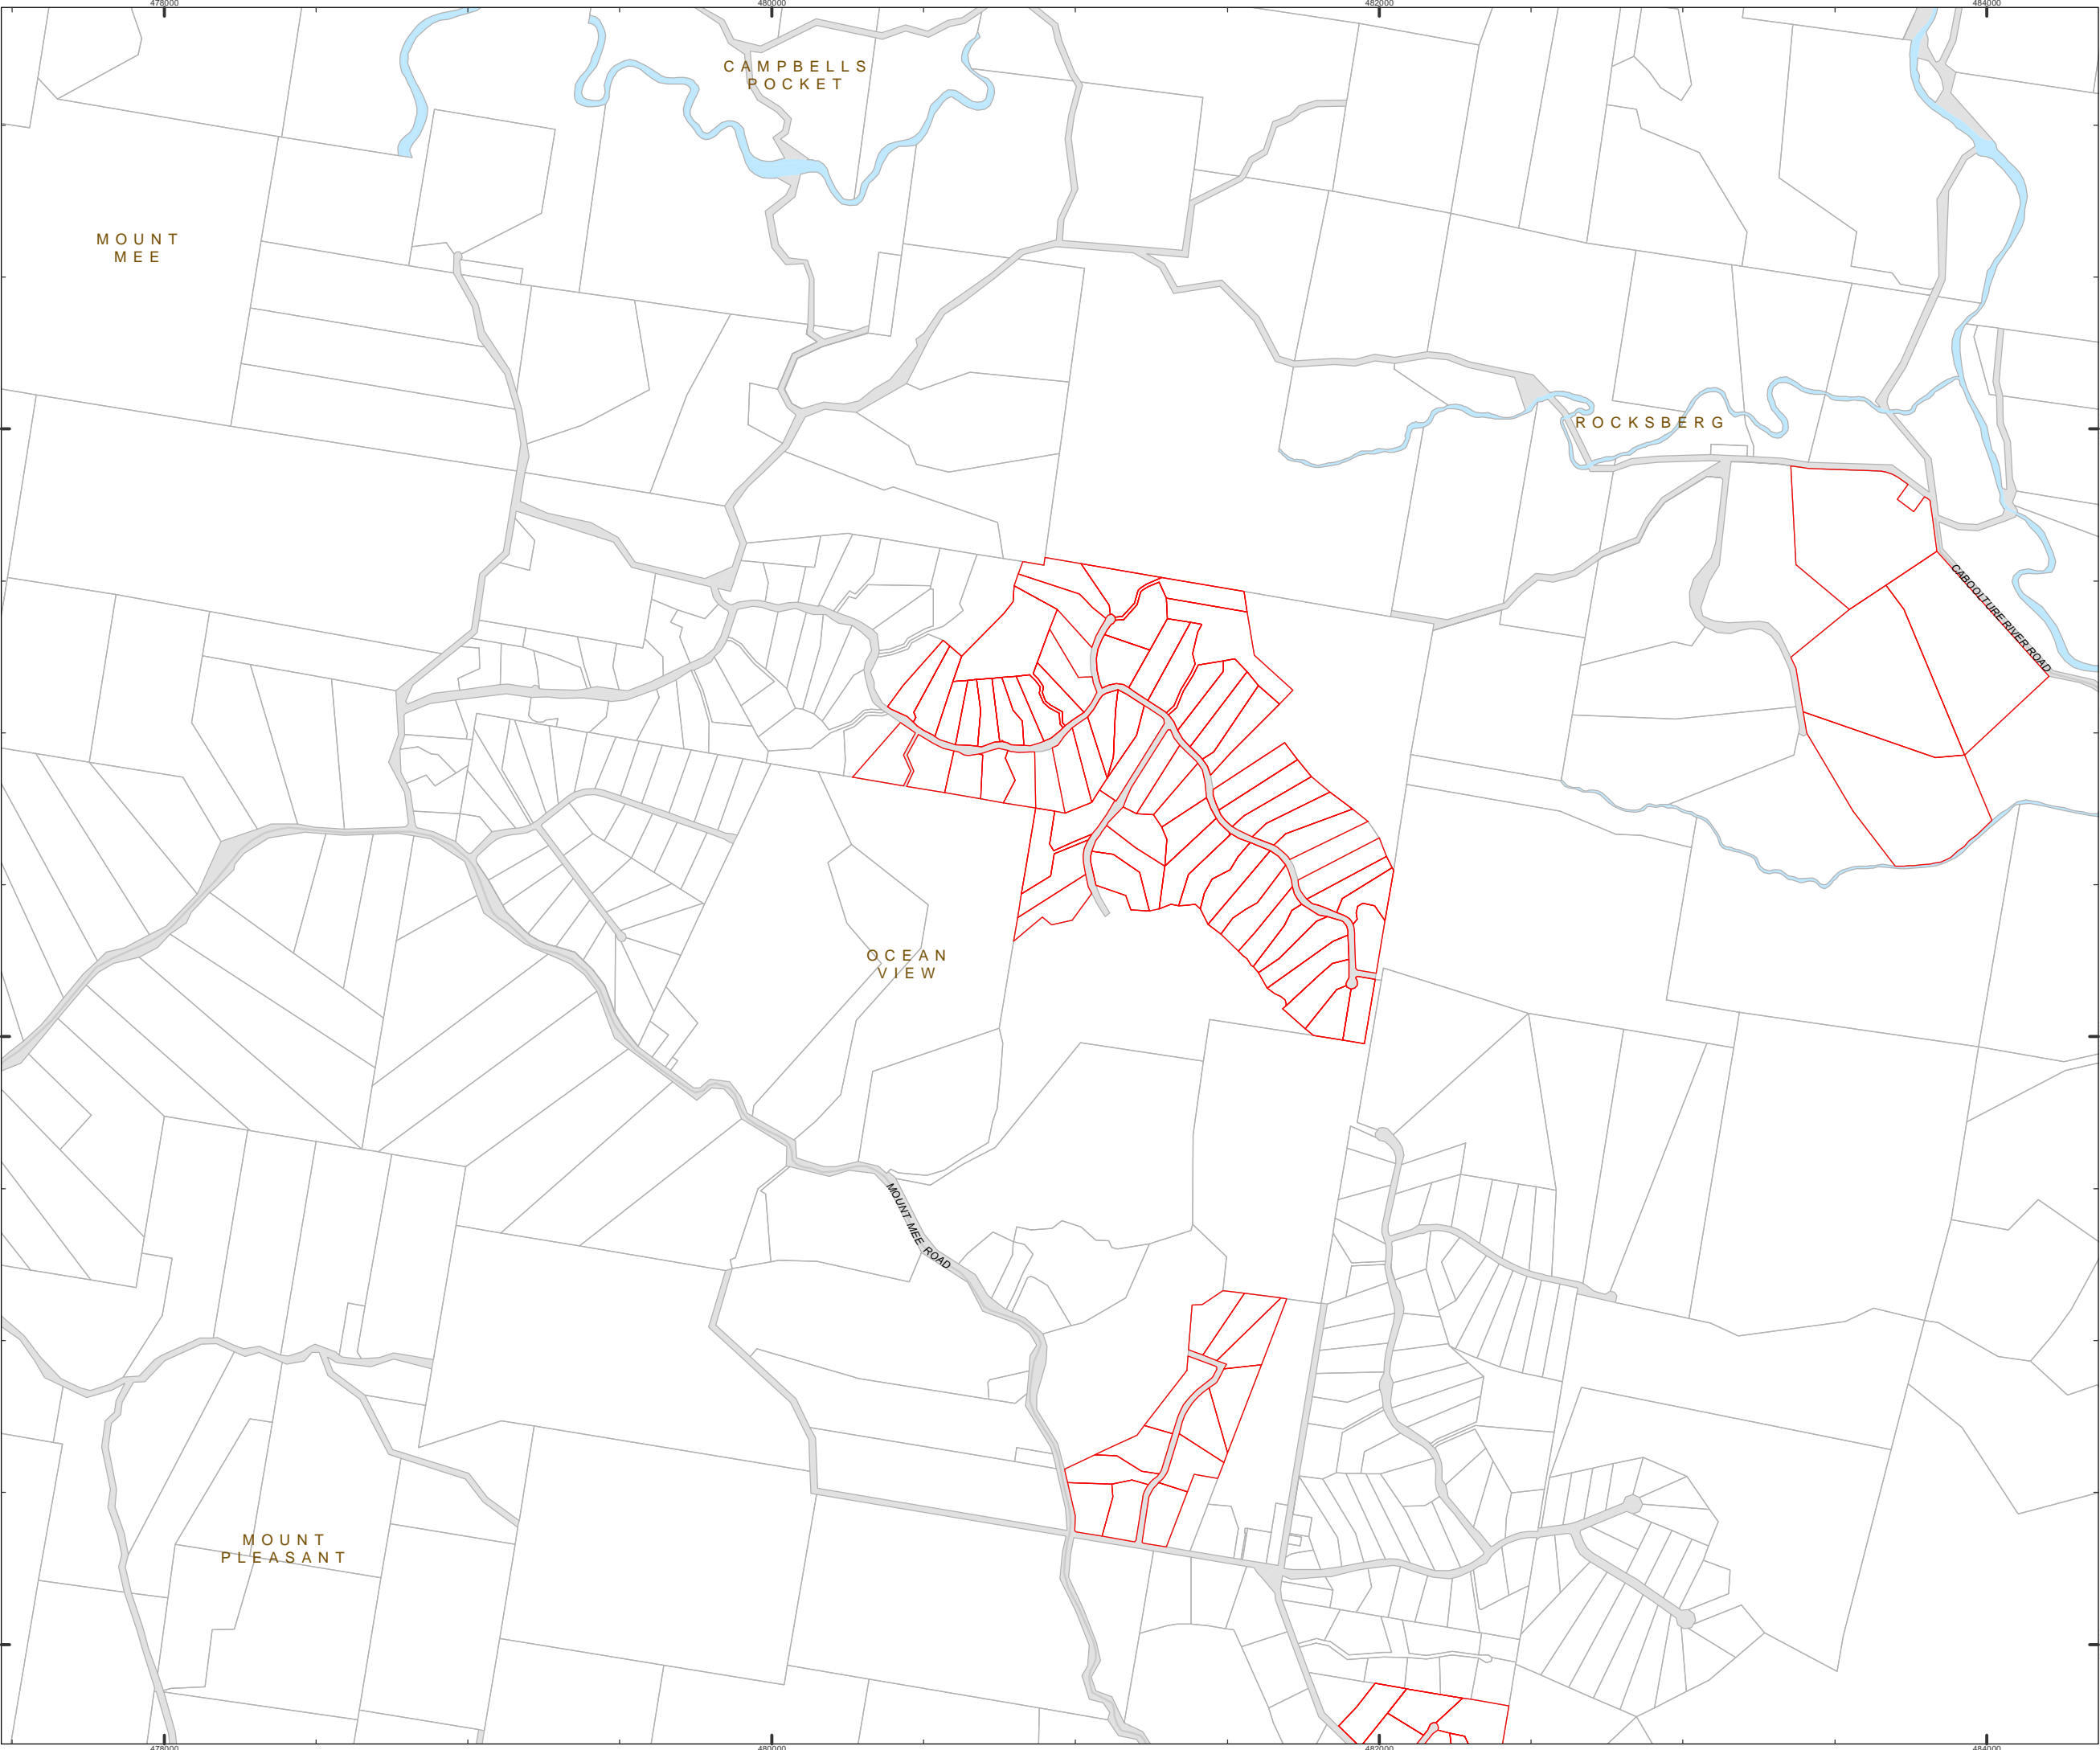 478000
480000
482000
484000
CAMPBELLS
POCKET
MOUNT
MEE
ROCKSBERG
CABOOLTURE RIVER ROAD
OCEAN
VIEW
MOUNT MEE ROAD
MOUNT
PLEASANT
478000
480000
482000
484000